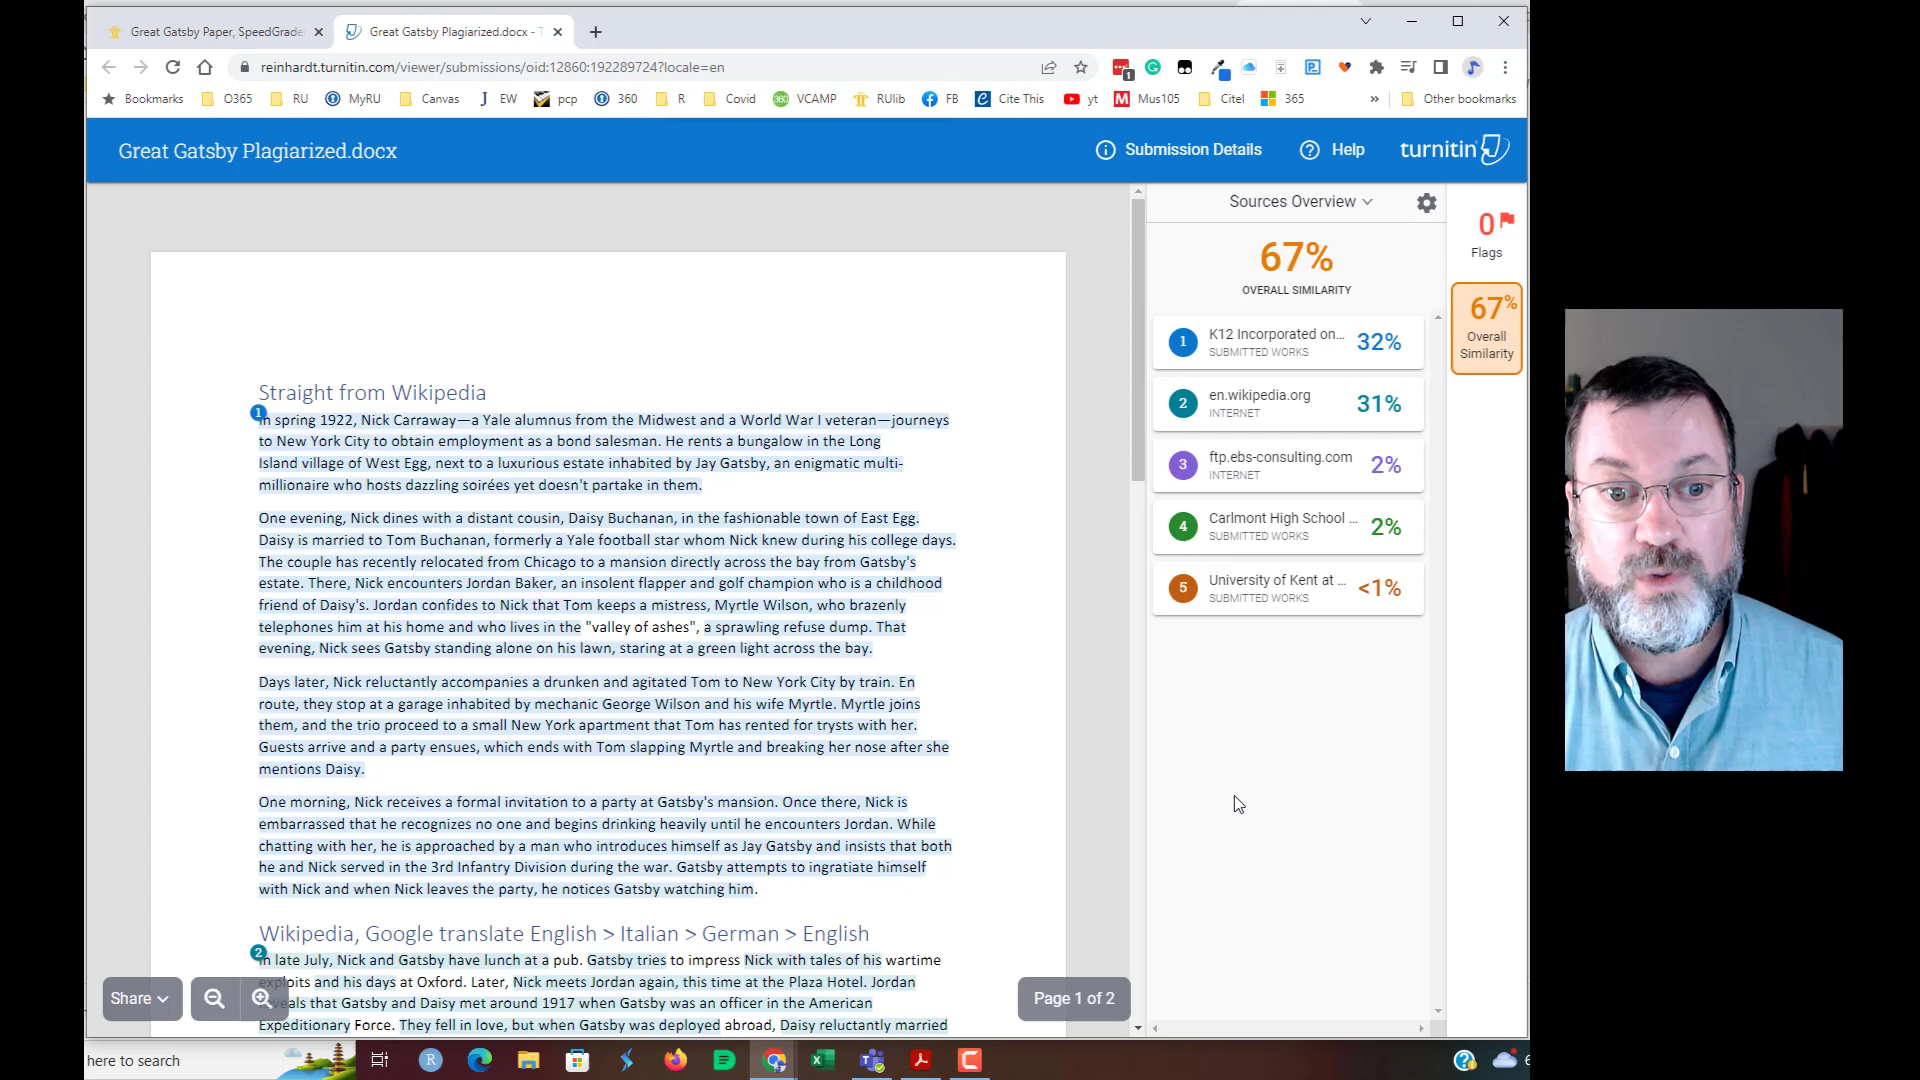 Great Gatsby Paper, SpeedGrade
Great Gatsby Plagiarized.docx - T
reinhardt.turnitin.com/viewer/submissions/oid:12860:192289724?locale=en
1
Bookmarks
O365
RU
MyRU
Canvas
EW
pcp
360
R
Covid
VCAMP
RUlib
FB
Cite This
yt
Mus105
Citel
365
»
Other bookmarks
Great Gatsby Plagiarized.docx
Submission Details
Help
turnitin
Sources Overview
67%
OVERALL SIMILARITY
1 K12 Incorporated on... 32%
SUBMITTED WORKS
2 en.wikipedia.org 31%
INTERNET
3 ftp.ebs-consulting.com 2%
INTERNET
4 Carlmont High School ... 2%
SUBMITTED WORKS
5 University of Kent at ... <1%
SUBMITTED WORKS
0
Flags
67%
Overall
Similarity
Straight from Wikipedia
1
In spring 1922, Nick Carraway—a Yale alumnus from the Midwest and a World War I veteran—journeys
to New York City to obtain employment as a bond salesman. He rents a bungalow in the Long
Island village of West Egg, next to a luxurious estate inhabited by Jay Gatsby, an enigmatic multi-
millionaire who hosts dazzling soirées yet doesn't partake in them.
One evening, Nick dines with a distant cousin, Daisy Buchanan, in the fashionable town of East Egg.
Daisy is married to Tom Buchanan, formerly a Yale football star whom Nick knew during his college days.
The couple has recently relocated from Chicago to a mansion directly across the bay from Gatsby's
estate. There, Nick encounters Jordan Baker, an insolent flapper and golf champion who is a childhood
friend of Daisy's. Jordan confides to Nick that Tom keeps a mistress, Myrtle Wilson, who brazenly
telephones him at his home and who lives in the "valley of ashes", a sprawling refuse dump. That
evening, Nick sees Gatsby standing alone on his lawn, staring at a green light across the bay.
Days later, Nick reluctantly accompanies a drunken and agitated Tom to New York City by train. En
route, they stop at a garage inhabited by mechanic George Wilson and his wife Myrtle. Myrtle joins
them, and the trio proceed to a small New York apartment that Tom has rented for trysts with her.
Guests arrive and a party ensues, which ends with Tom slapping Myrtle and breaking her nose after she
mentions Daisy.
One morning, Nick receives a formal invitation to a party at Gatsby's mansion. Once there, Nick is
embarrassed that he recognizes no one and begins drinking heavily until he encounters Jordan. While
chatting with her, he is approached by a man who introduces himself as Jay Gatsby and insists that both
he and Nick served in the 3rd Infantry Division during the war. Gatsby attempts to ingratiate himself
with Nick and when Nick leaves the party, he notices Gatsby watching him.
Wikipedia, Google translate English > Italian > German > English
2
In late July, Nick and Gatsby have lunch at a pub. Gatsby tries to impress Nick with tales of his wartime
exploits and his days at Oxford. Later, Nick meets Jordan again, this time at the Plaza Hotel. Jordan
reveals that Gatsby and Daisy met around 1917 when Gatsby was an officer in the American
Expeditionary Force. They fell in love, but when Gatsby was deployed abroad, Daisy reluctantly married
Share
Page 1 of 2
here to search